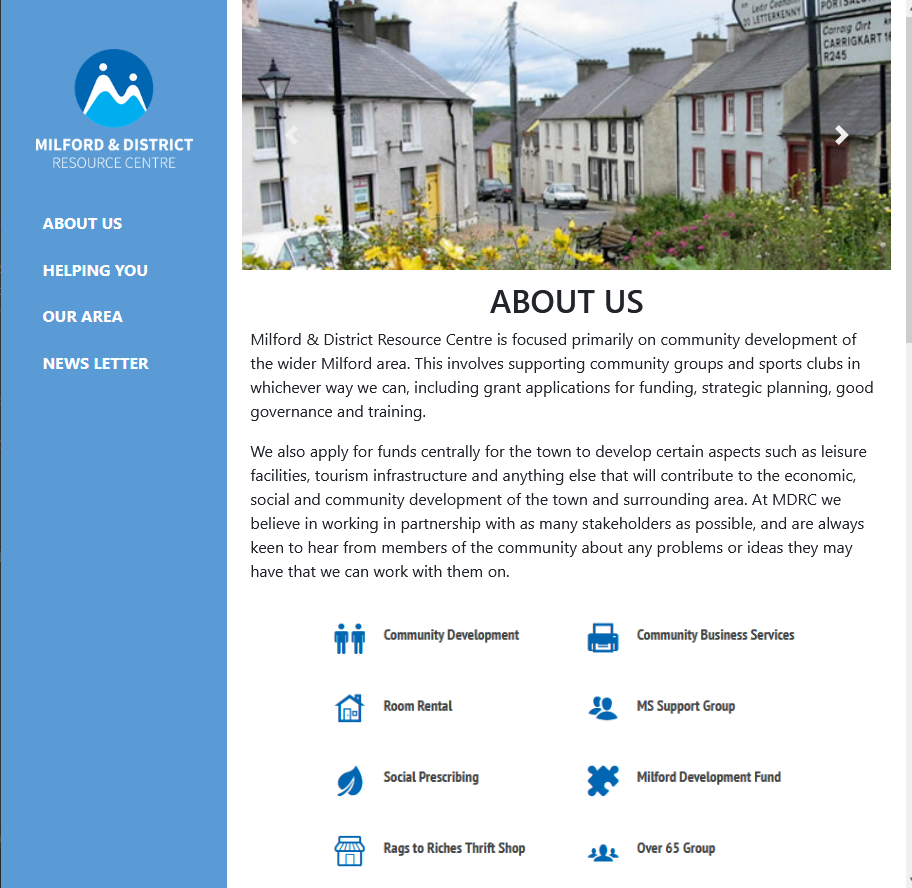 MILFORD & DISTRICT
RESOURCE CENTRE
ABOUT US
HELPING YOU
OUR AREA
NEWS LETTER
LETTERKENNY
Carraig Airt
CARRIGKART
R245
ABOUT US
Milford & District Resource Centre is focused primarily on community development of
the wider Milford area. This involves supporting community groups and sports clubs in
whichever way we can, including grant applications for funding, strategic planning, good
governance and training.
We also apply for funds centrally for the town to develop certain aspects such as leisure
facilities, tourism infrastructure and anything else that will contribute to the economic,
social and community development of the town and surrounding area. At MDRC we
believe in working in partnership with as many stakeholders as possible, and are always
keen to hear from members of the community about any problems or ideas they may
have that we can work with them on.
Community Development
Community Business Services
Room Rental
MS Support Group
Social Prescribing
Milford Development Fund
Rags to Riches Thrift Shop
Over 65 Group